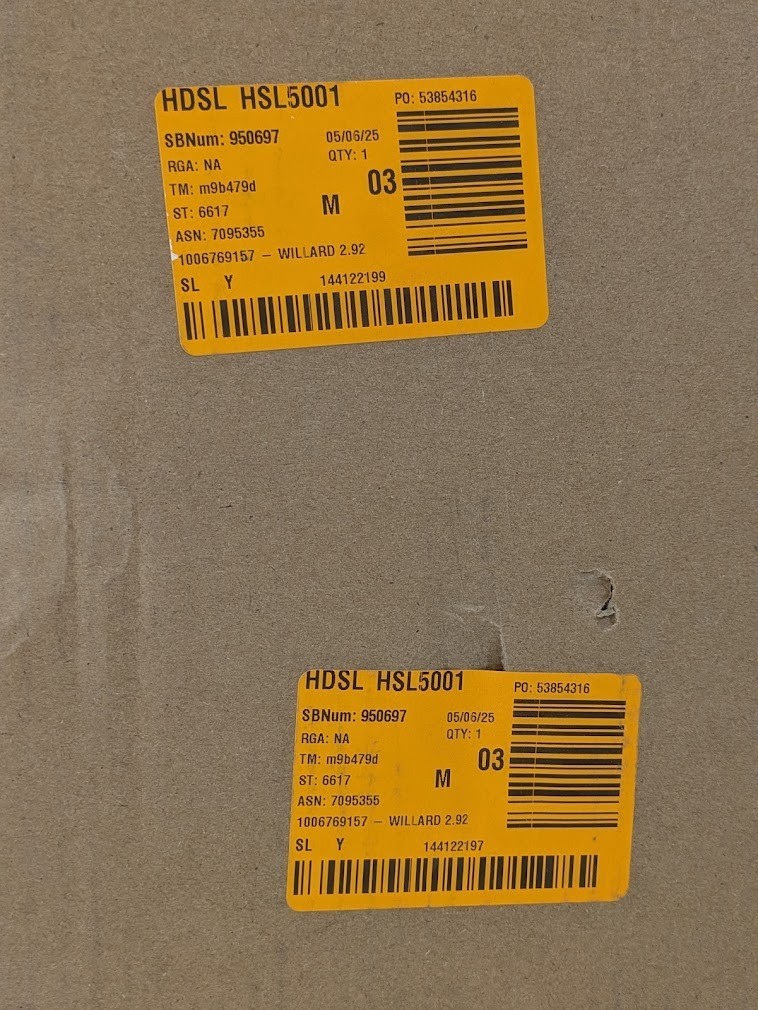 HDSL HSL5001
PO: 53854316
SBNum: 950697
05/06/25
RGA: NA
QTY: 1
TM: m9b479d
03
ST: 6617
M
ASN: 7095355
1006769157 – WILLARD 2.92
SL Y 144122199
HDSL HSL5001
PO: 53854316
SBNum: 950697
05/06/25
RGA: NA
QTY: 1
TM: m9b479d
03
ST: 6617
M
ASN: 7095355
1006769157 – WILLARD 2.92
SL Y 144122197